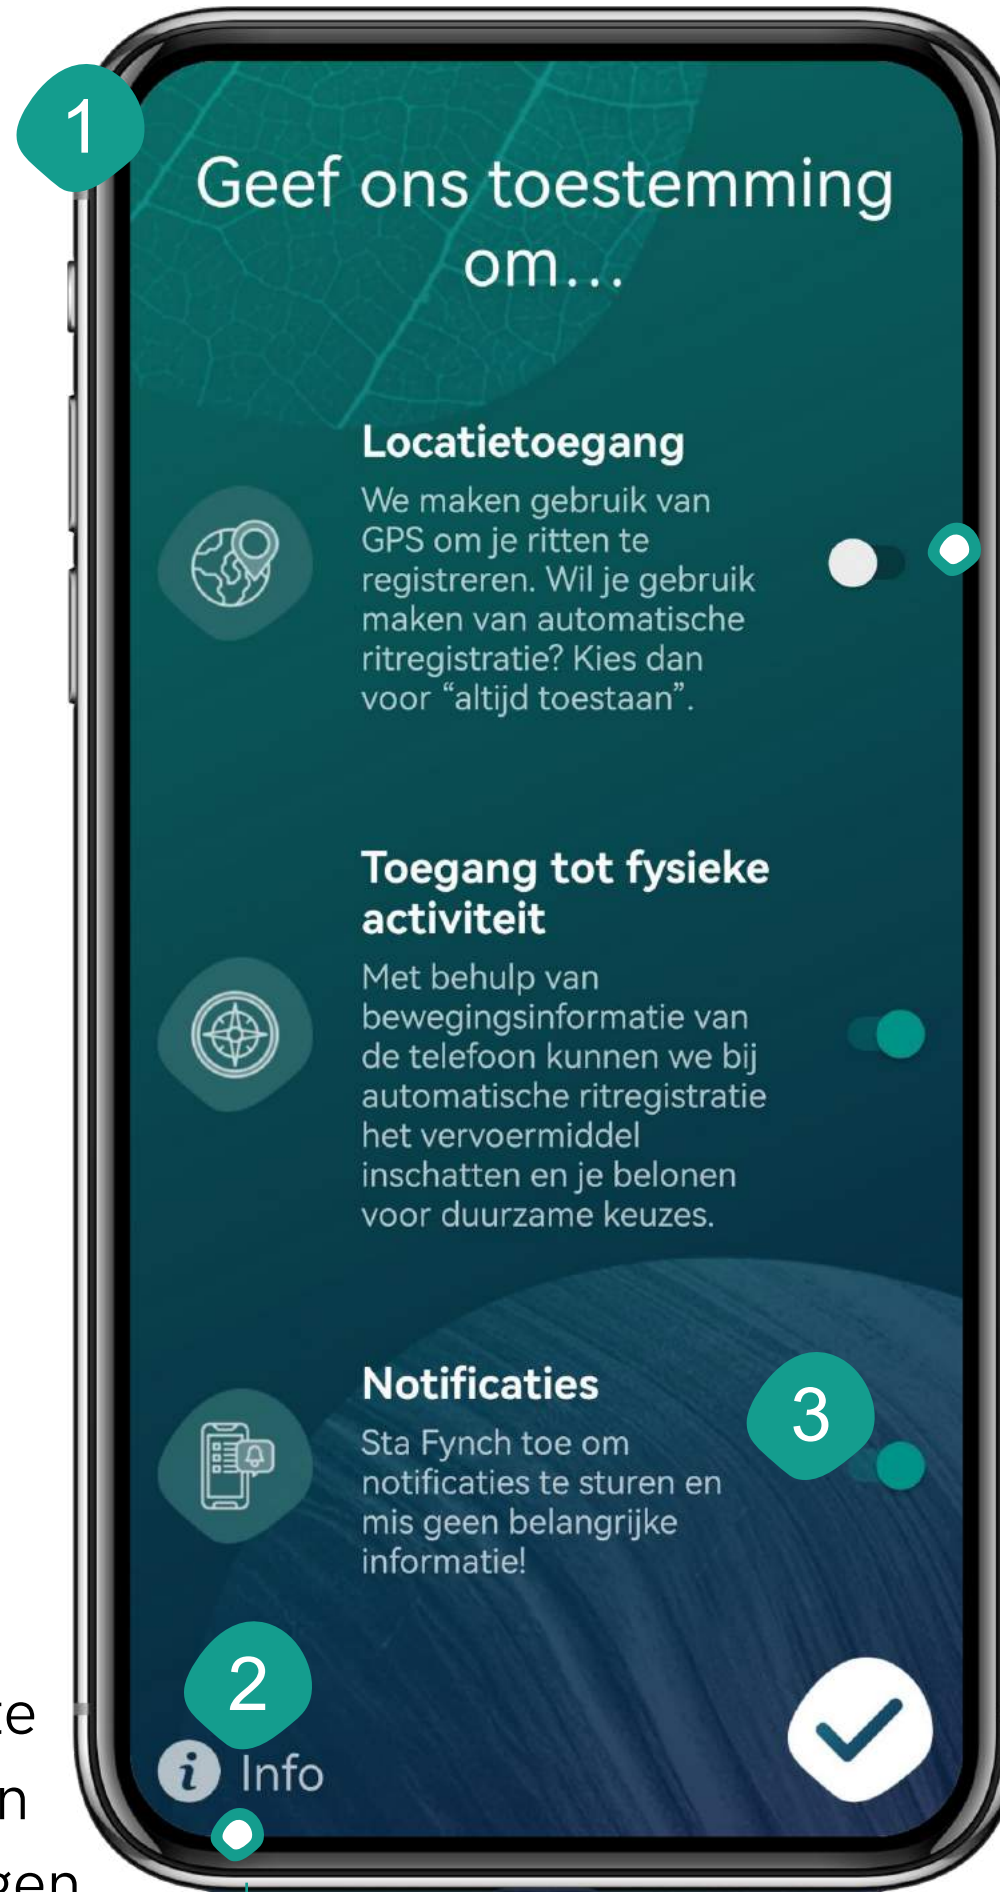 1
Geef ons toestemming
om...
Locatietoegang
We maken gebruik van
GPS om je ritten te
registreren. Wil je gebruik
maken van automatische
ritregistratie? Kies dan
voor “altijd toestaan”.
Toegang tot fysieke
activiteit
Met behulp van
bewegingsinformatie van
de telefoon kunnen we bij
automatische ritregistratie
het vervoermiddel
inschatten en je belonen
voor duurzame keuzes.
Notificaties
3
Sta Fynch toe om
notificaties te sturen en
mis geen belangrijke
informatie!
2
i Info